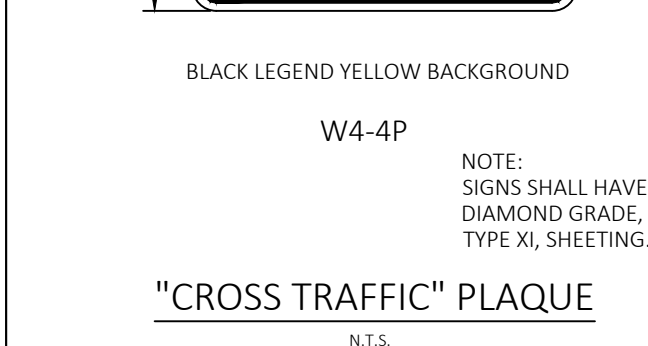 BLACK LEGEND YELLOW BACKGROUND
W4-4P
NOTE:
SIGNS SHALL HAVE
DIAMOND GRADE,
TYPE XI, SHEETING.
"CROSS TRAFFIC" PLAQUE
N.T.S.